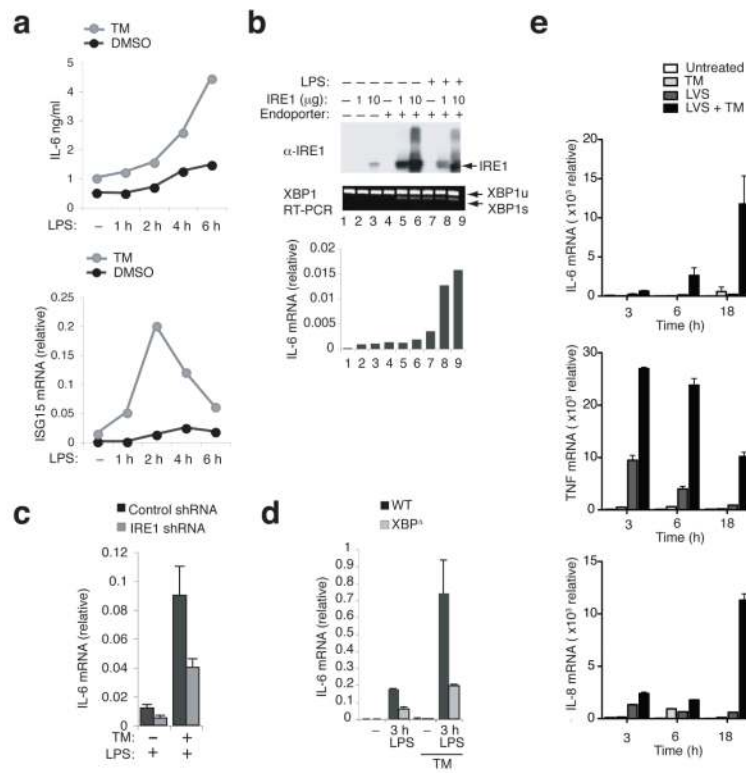 a
TM
DMSO
IL-6 ng/ml
5
4
3
2
1
0
LPS: – 1 h 2 h 4 h 6 h
TM
DMSO
ISG15 mRNA (relative)
0.25
0.2
0.15
0.1
0.05
0
LPS: – 1 h 2 h 4 h 6 h
b
LPS: – – – – – – + + +
IRE1 (µg): – 1 10 – 1 10 – 1 10
Endoporter: – – – + + + + + +
α-IRE1
IRE1
XBP1
RT-PCR
XBP1u
XBP1s
1 2 3 4 5 6 7 8 9
IL-6 mRNA (relative)
0.02
0.015
0.01
0.005
0
1 2 3 4 5 6 7 8 9
c
Control shRNA
IRE1 shRNA
IL-6 mRNA (relative)
0.12
0.1
0.08
0.06
0.04
0.02
0
TM: – +
LPS: + +
d
WT
XBPΔ
IL-6 mRNA (relative)
1
0.9
0.8
0.7
0.6
0.5
0.4
0.3
0.2
0.1
0
– 3 h – 3 h
LPS LPS
TM
e
Untreated
TM
LVS
LVS + TM
IL-6 mRNA ( x10³ relative)
20
15
10
5
0
3 6 18
Time (h)
TNF mRNA ( x10³ relative)
30
20
10
0
3 6 18
Time (h)
IL-8 mRNA ( x10³ relative)
15
10
5
0
3 6 18
Time (h)